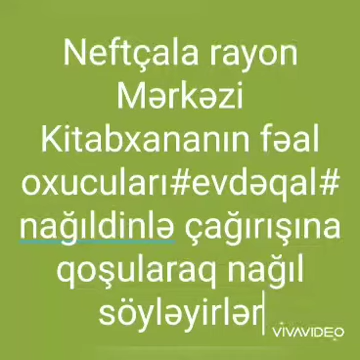 Neftçala rayon
Mərkəzi
Kitabxananın fəal
oxucuları#evdəqal#
nağıldinlə çağırışına
qoşularaq nağıl
söyləyirlər
VIVAVIDEO